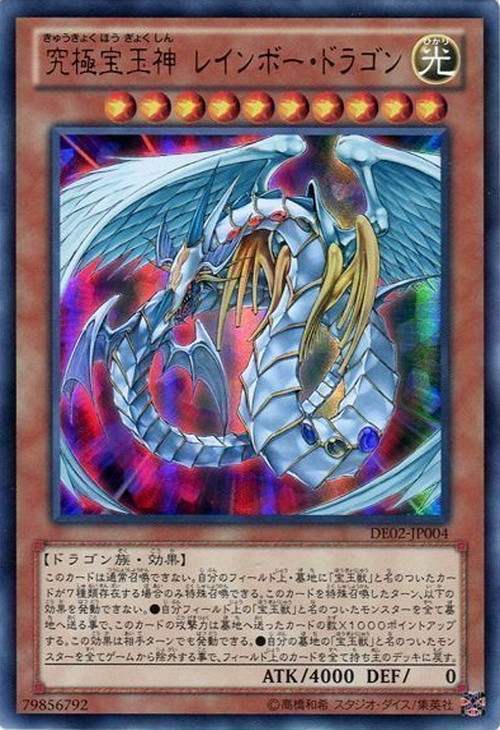 きゅうきょくほうぎょくしん
究極宝玉神 レインボー・ドラゴン
ひかり
光
DE02-JP004
【ドラゴン族・効果】
このカードは通常召喚できない。自分のフィールド上・墓地に「宝玉獣」と名のついたカー
ドが7種類存在する場合のみ特殊召喚できる。このカードを特殊召喚したターン、以下の
効果を発動できない。●自分フィールド上の「宝玉獣」と名のついたモンスターを全て墓
地へ送る事で、このカードの攻撃力は墓地へ送ったカードの数×1000ポイントアップ
する。この効果は相手ターンでも発動できる。●自分の墓地の「宝玉獣」と名のついたモン
スターを全てゲームから除外する事で、フィールド上のカードを全て持ち主のデッキに戻す。
ATK/4000 DEF/ 0
79856792
©高橋和希 スタジオ・ダイス/集英社